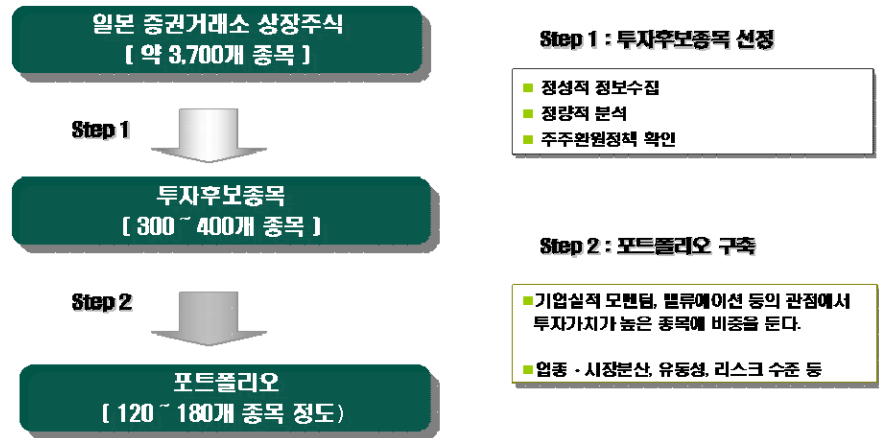 일본 증권거래소 상장주식
[ 약 3,700개 종목 ]
Step 1
투자후보종목
[ 300 ~ 400개 종목 ]
Step 2
포트폴리오
[ 120 ~ 180개 종목 정도)
Step 1 : 투자후보종목 선정
정성적 정보수집
정량적 분석
주주환원정책 확인
Step 2 : 포트폴리오 구축
기업실적 모멘텀, 밸류에이션 등의 관점에서
투자가치가 높은 종목에 비중을 둔다.
업종 · 시장분산, 유동성, 리스크 수준 등